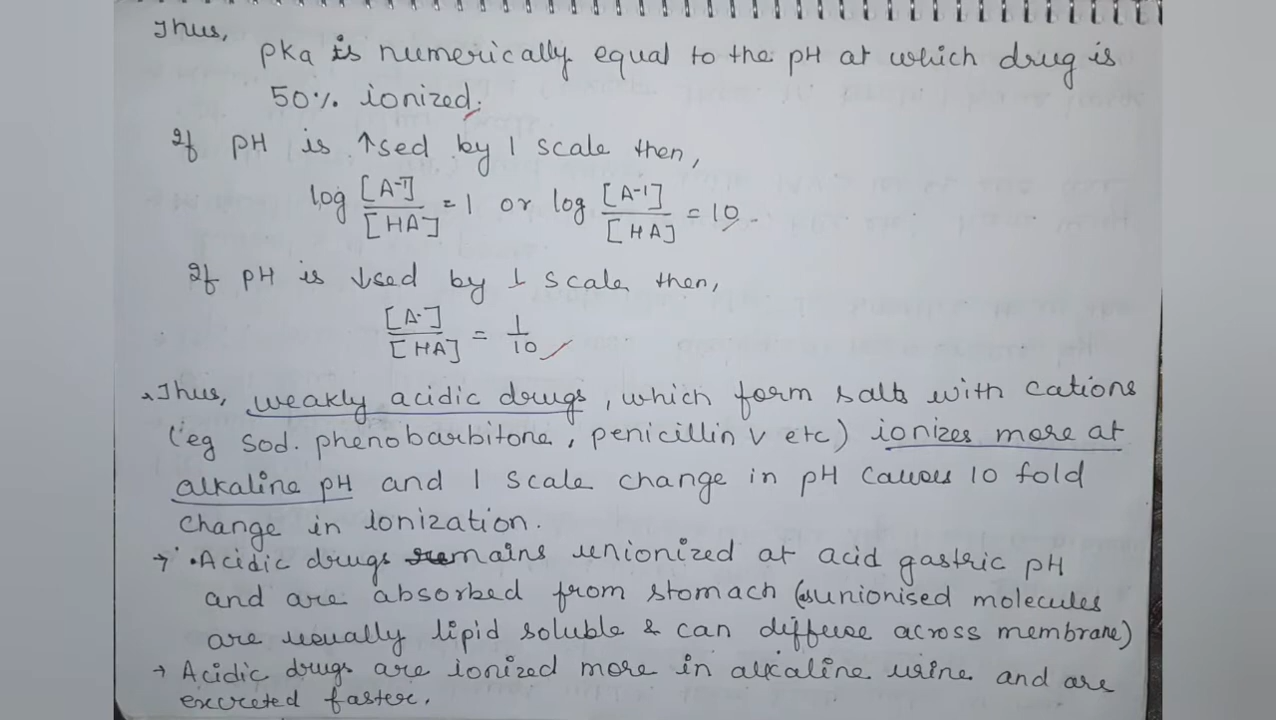 Thus,
pKa is numerically equal to the pH at which drug is
50% ionized.
If pH is ↑sed by 1 scale then,
log [A-1]/[HA] = 1 or log [A-1]/[HA] = 10
If pH is ↓sed by 1 scale then,
[A-]/[HA] = 1/10
Thus, weakly acidic drugs, which form salts with cations
(eg sod. phenobarbitone, penicillin v etc) ionizes more at
alkaline pH and 1 scale change in pH causes 10 fold
change in ionization.
→ • Acidic drugs remains unionized at acid gastric pH
and are absorbed from stomach (as unionised molecules
are usually lipid soluble & can diffuse across membrane)
→ Acidic drugs are ionized more in alkaline urine and are
excreted faster.